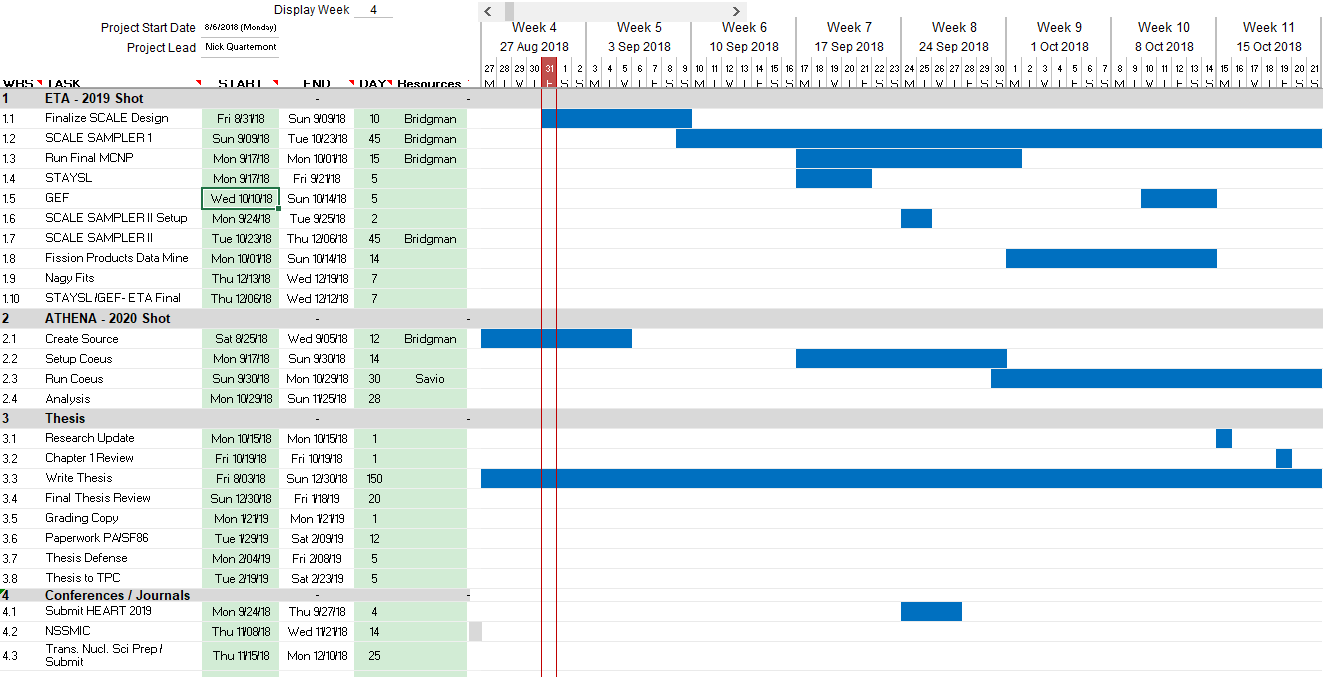 Display Week 4
Project Start Date 8/6/2018 (Monday)
Project Lead Nick Quartemont
Week 4 Week 5 Week 6 Week 7 Week 8 Week 9 Week 10 Week 11
27 Aug 2018 3 Sep 2018 10 Sep 2018 17 Sep 2018 24 Sep 2018 1 Oct 2018 8 Oct 2018 15 Oct 2018
27 28 29 30 31 1 2 3 4 5 6 7 8 9 10 11 12 13 14 15 16 17 18 19 20 21 22 23 24 25 26 27 28 29 30 1 2 3 4 5 6 7 8 9 10 11 12 13 14 15 16 17 18 19 20 21
WBS TASK START END DAY Resources M W F S S M W F S S M W F S S M W F S S M W F S S M W F S S M W F S S M W F S S
1 ETA - 2019 Shot - -
1.1 Finalize SCALE Design Fri 8/31/18 Sun 9/09/18 10 Bridgman
1.2 SCALE SAMPLER 1 Sun 9/09/18 Tue 10/23/18 45 Bridgman
1.3 Run Final MCNP Mon 9/17/18 Mon 10/01/18 15 Bridgman
1.4 STAYSL Mon 9/17/18 Fri 9/21/18 5
1.5 GEF Wed 10/10/18 Sun 10/14/18 5
1.6 SCALE SAMPLER II Setup Mon 9/24/18 Tue 9/25/18 2
1.7 SCALE SAMPLER II Tue 10/23/18 Thu 12/06/18 45 Bridgman
1.8 Fission Products Data Mine Mon 10/01/18 Sun 10/14/18 14
1.9 Nagy Fits Thu 12/13/18 Wed 12/19/18 7
1.10 STAYSL/GEF- ETA Final Thu 12/06/18 Wed 12/12/18 7
2 ATHENA - 2020 Shot - -
2.1 Create Source Sat 8/25/18 Wed 9/05/18 12 Bridgman
2.2 Setup Coeus Mon 9/17/18 Sun 9/30/18 14
2.3 Run Coeus Sun 9/30/18 Mon 10/29/18 30 Savio
2.4 Analysis Mon 10/29/18 Sun 11/25/18 28
3 Thesis - -
3.1 Research Update Mon 10/15/18 Mon 10/15/18 1
3.2 Chapter 1 Review Fri 10/19/18 Fri 10/19/18 1
3.3 Write Thesis Fri 8/03/18 Sun 12/30/18 150
3.4 Final Thesis Review Sun 12/30/18 Fri 1/18/19 20
3.5 Grading Copy Mon 1/21/19 Mon 1/21/19 1
3.6 Paperwork PA/SF86 Tue 1/29/19 Sat 2/09/19 12
3.7 Thesis Defense Mon 2/04/19 Fri 2/08/19 5
3.8 Thesis to TPC Tue 2/19/19 Sat 2/23/19 5
4 Conferences / Journals - -
4.1 Submit HEART 2019 Mon 9/24/18 Thu 9/27/18 4
4.2 NSSMIC Thu 11/08/18 Wed 11/21/18 14
4.3 Trans. Nucl. Sci Prep / Thu 11/15/18 Mon 12/10/18 25
Submit